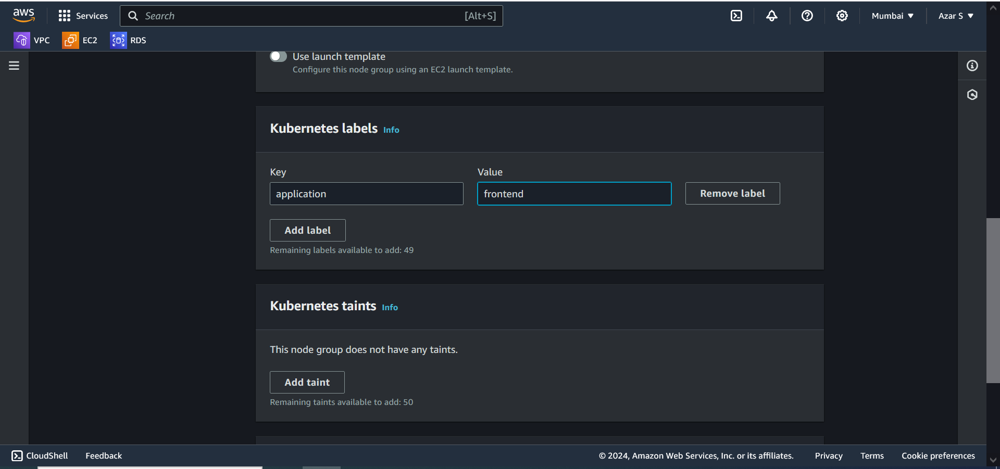 aws Services Search [Alt+S] Mumbai Azar S
VPC EC2 RDS
Use launch template
Configure this node group using an EC2 launch template.
Kubernetes labels Info
Key Value
application frontend Remove label
Add label
Remaining labels available to add: 49
Kubernetes taints Info
This node group does not have any taints.
Add taint
Remaining taints available to add: 50
CloudShell Feedback © 2024, Amazon Web Services, Inc. or its affiliates. Privacy Terms Cookie preferences